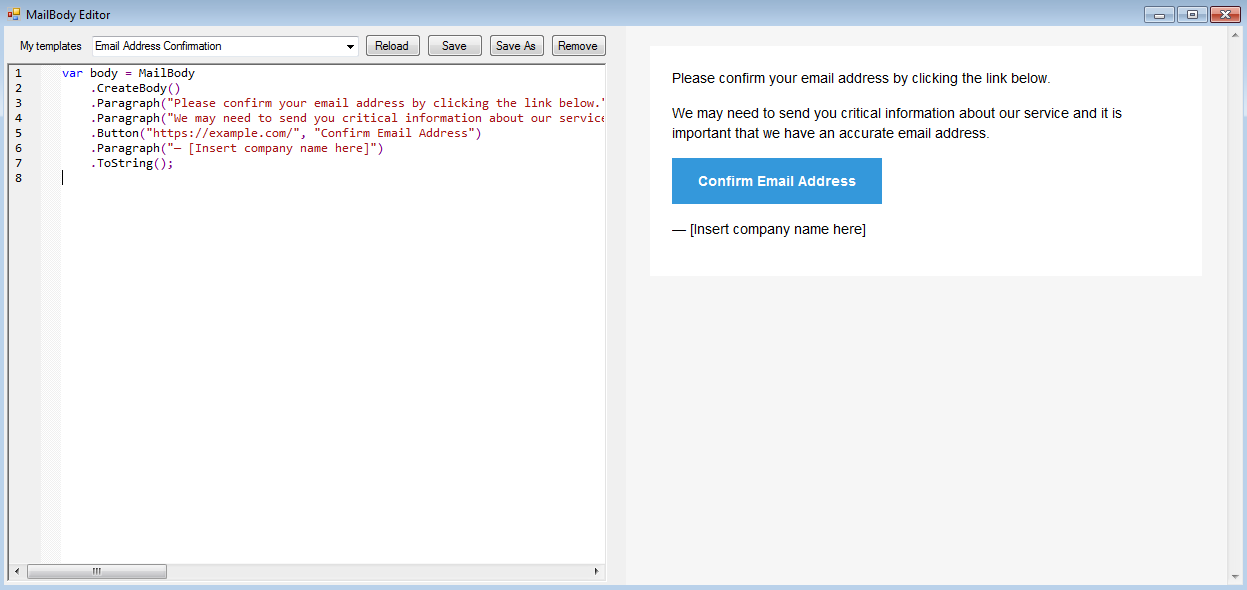 MailBody Editor
My templates Email Address Confirmation Reload Save Save As Remove
1 var body = MailBody
2 .CreateBody()
3 .Paragraph("Please confirm your email address by clicking the link below."
4 .Paragraph("We may need to send you critical information about our service
5 .Button("https://example.com/", "Confirm Email Address")
6 .Paragraph("— [Insert company name here]")
7 .ToString();
8
Please confirm your email address by clicking the link below.
We may need to send you critical information about our service and it is
important that we have an accurate email address.
Confirm Email Address
— [Insert company name here]